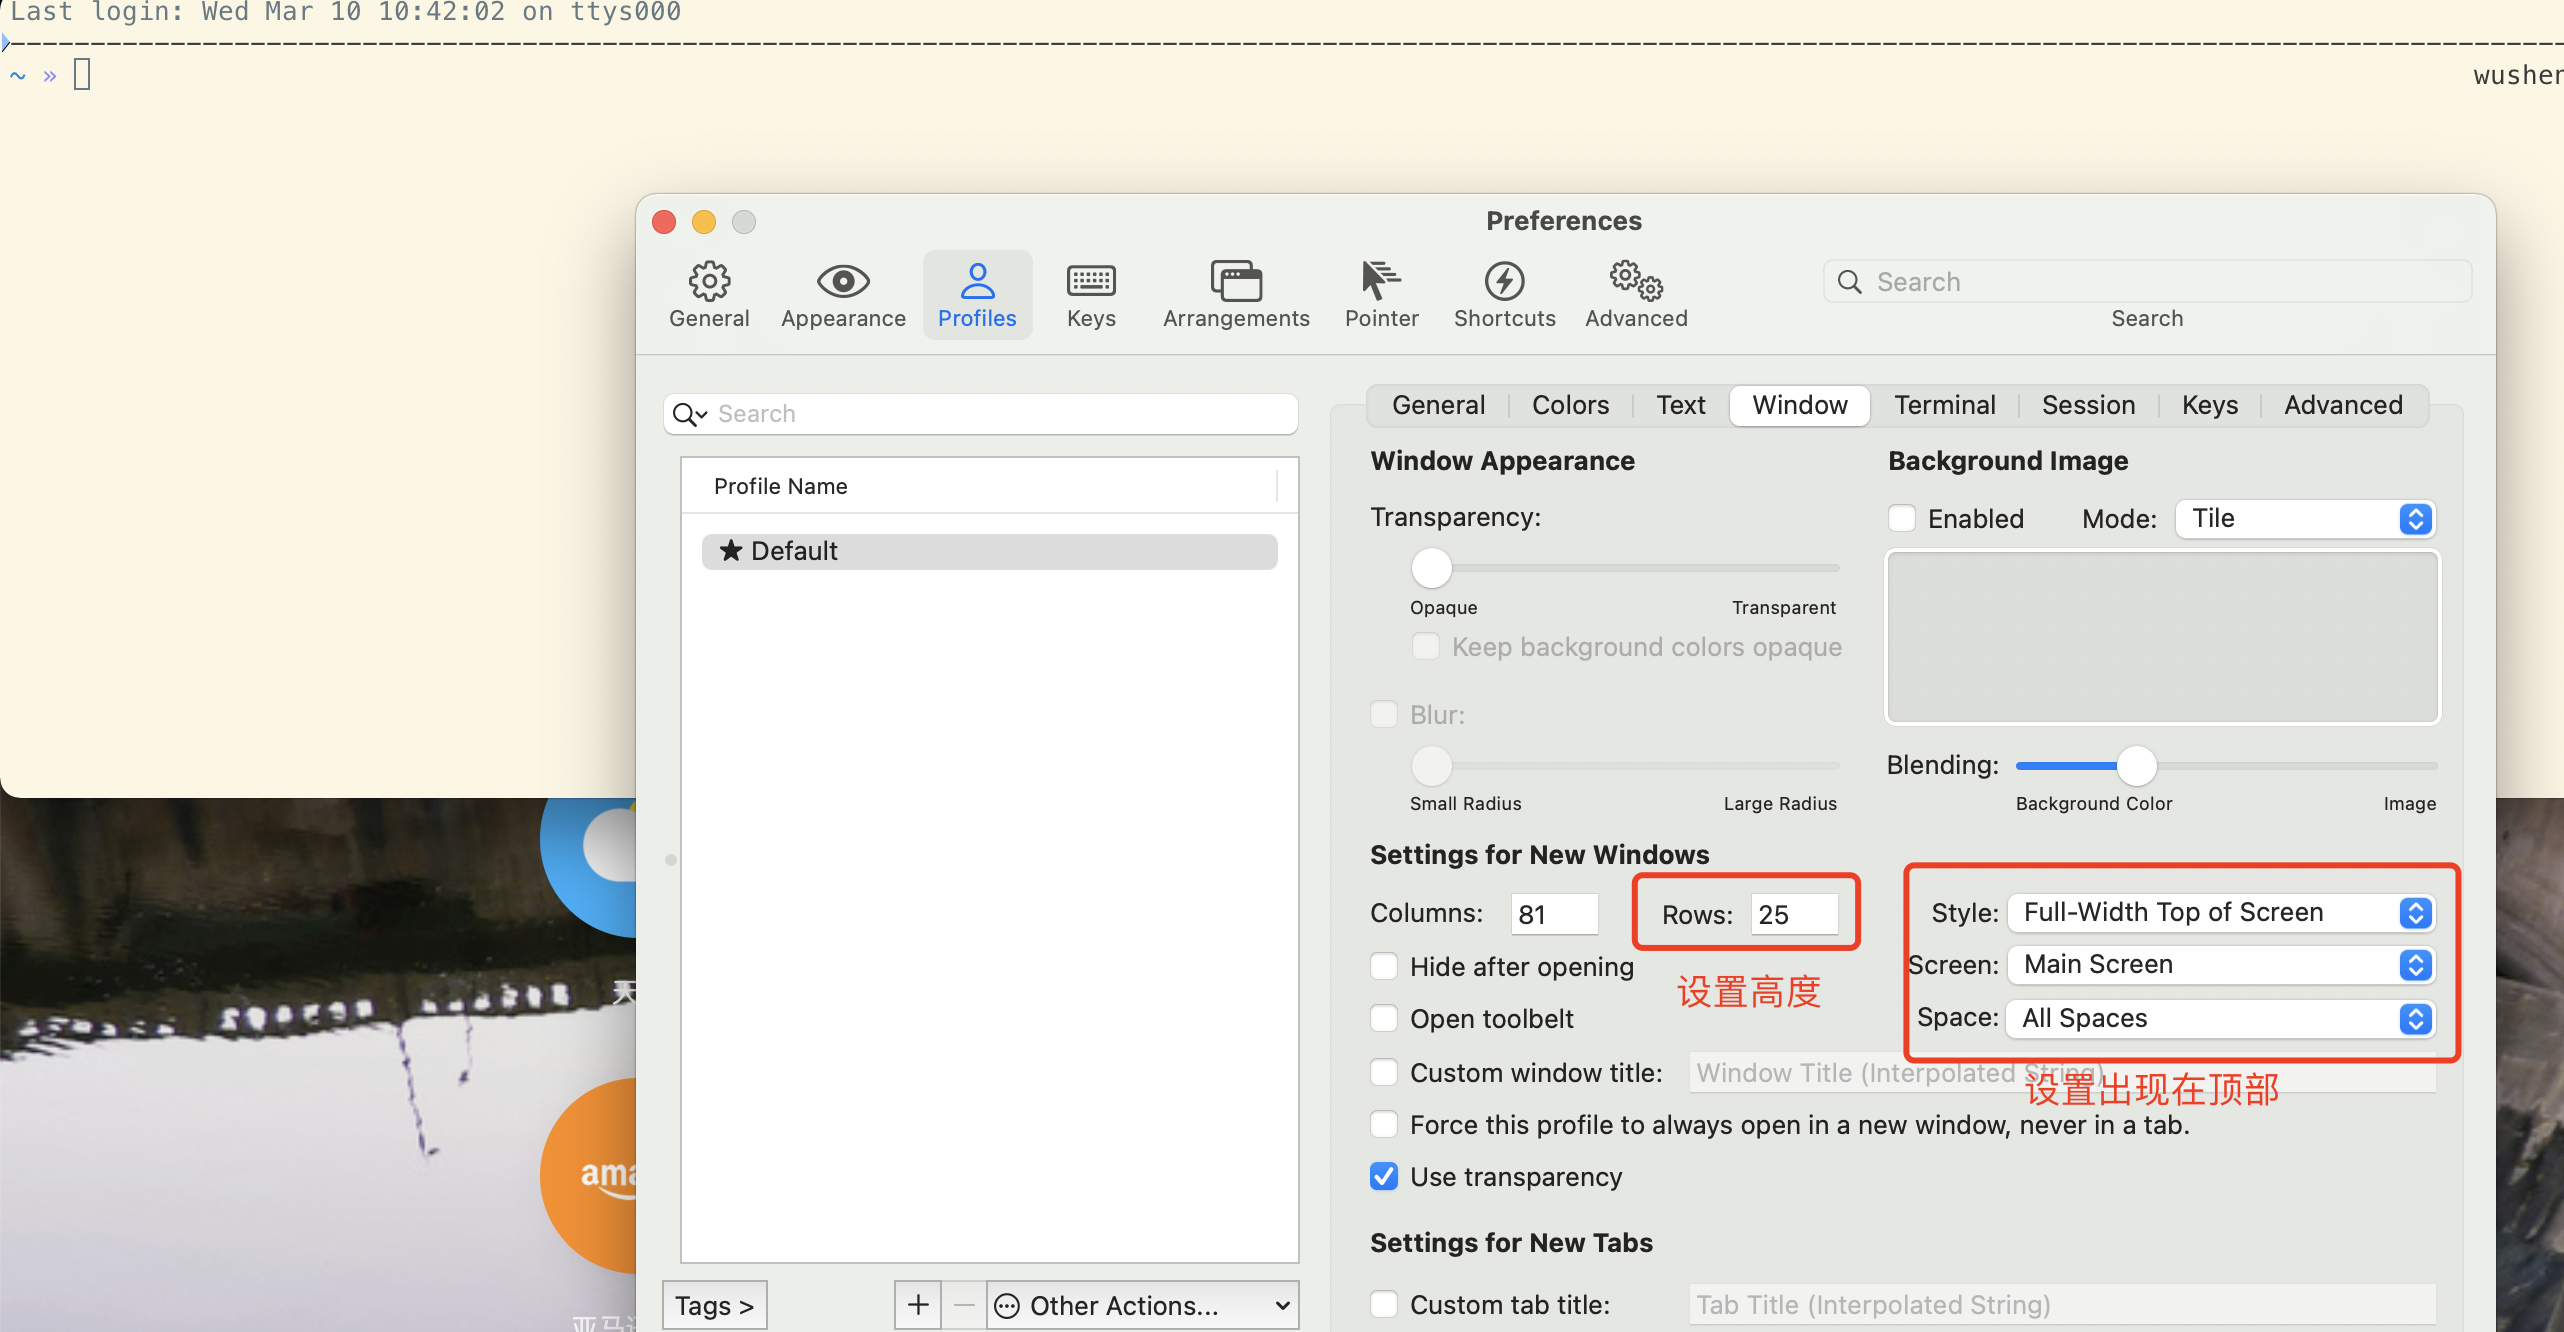 Last login: Wed Mar 10 10:42:02 on ttys000
~ »
wusher
Preferences
General
Appearance
Profiles
Keys
Arrangements
Pointer
Shortcuts
Advanced
Search
Search
Search
General
Colors
Text
Window
Terminal
Session
Keys
Advanced
Profile Name
★ Default
Window Appearance
Transparency:
Opaque
Transparent
Keep background colors opaque
Blur:
Small Radius
Large Radius
Background Image
Enabled
Mode:
Tile
Blending:
Background Color
Image
Settings for New Windows
Columns: 81
Rows: 25
Style: Full-Width Top of Screen
Hide after opening
设置高度
Screen: Main Screen
Open toolbelt
Space: All Spaces
Custom window title:
Window Title (Interpolated String)
设置出现在顶部
Force this profile to always open in a new window, never in a tab.
Use transparency
Settings for New Tabs
Custom tab title:
Tab Title (Interpolated String)
Tags >
+
−
Other Actions...
天
ama
亚马